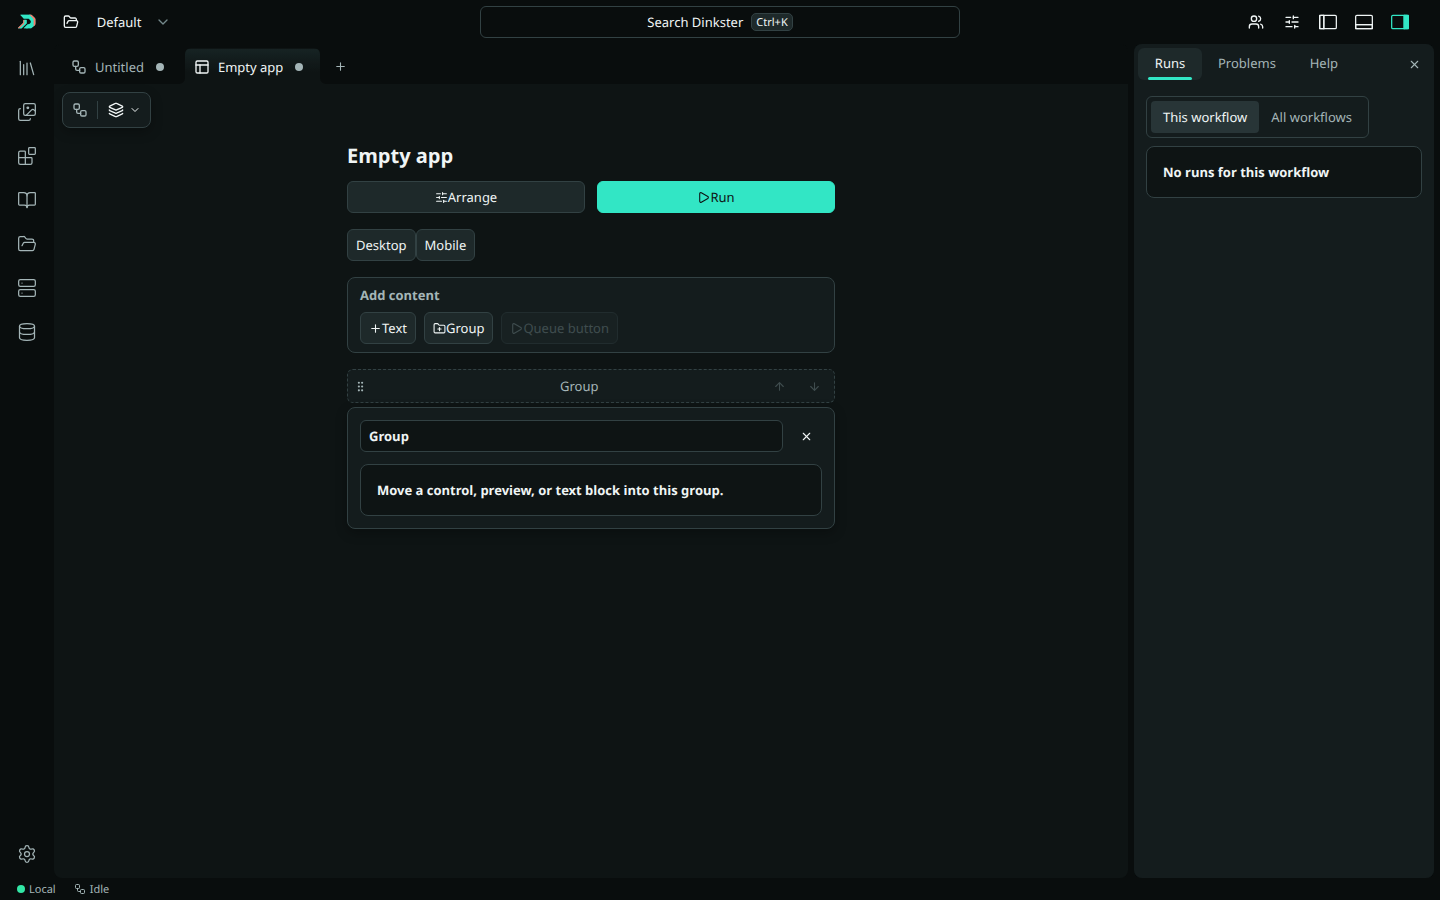 Default
Search Dinkster Ctrl+K
Untitled
Empty app
Runs
Problems
Help
This workflow
All workflows
No runs for this workflow
Empty app
Arrange
Run
Desktop
Mobile
Add content
Text
Group
Queue button
Group
Group
Move a control, preview, or text block into this group.
Local
Idle